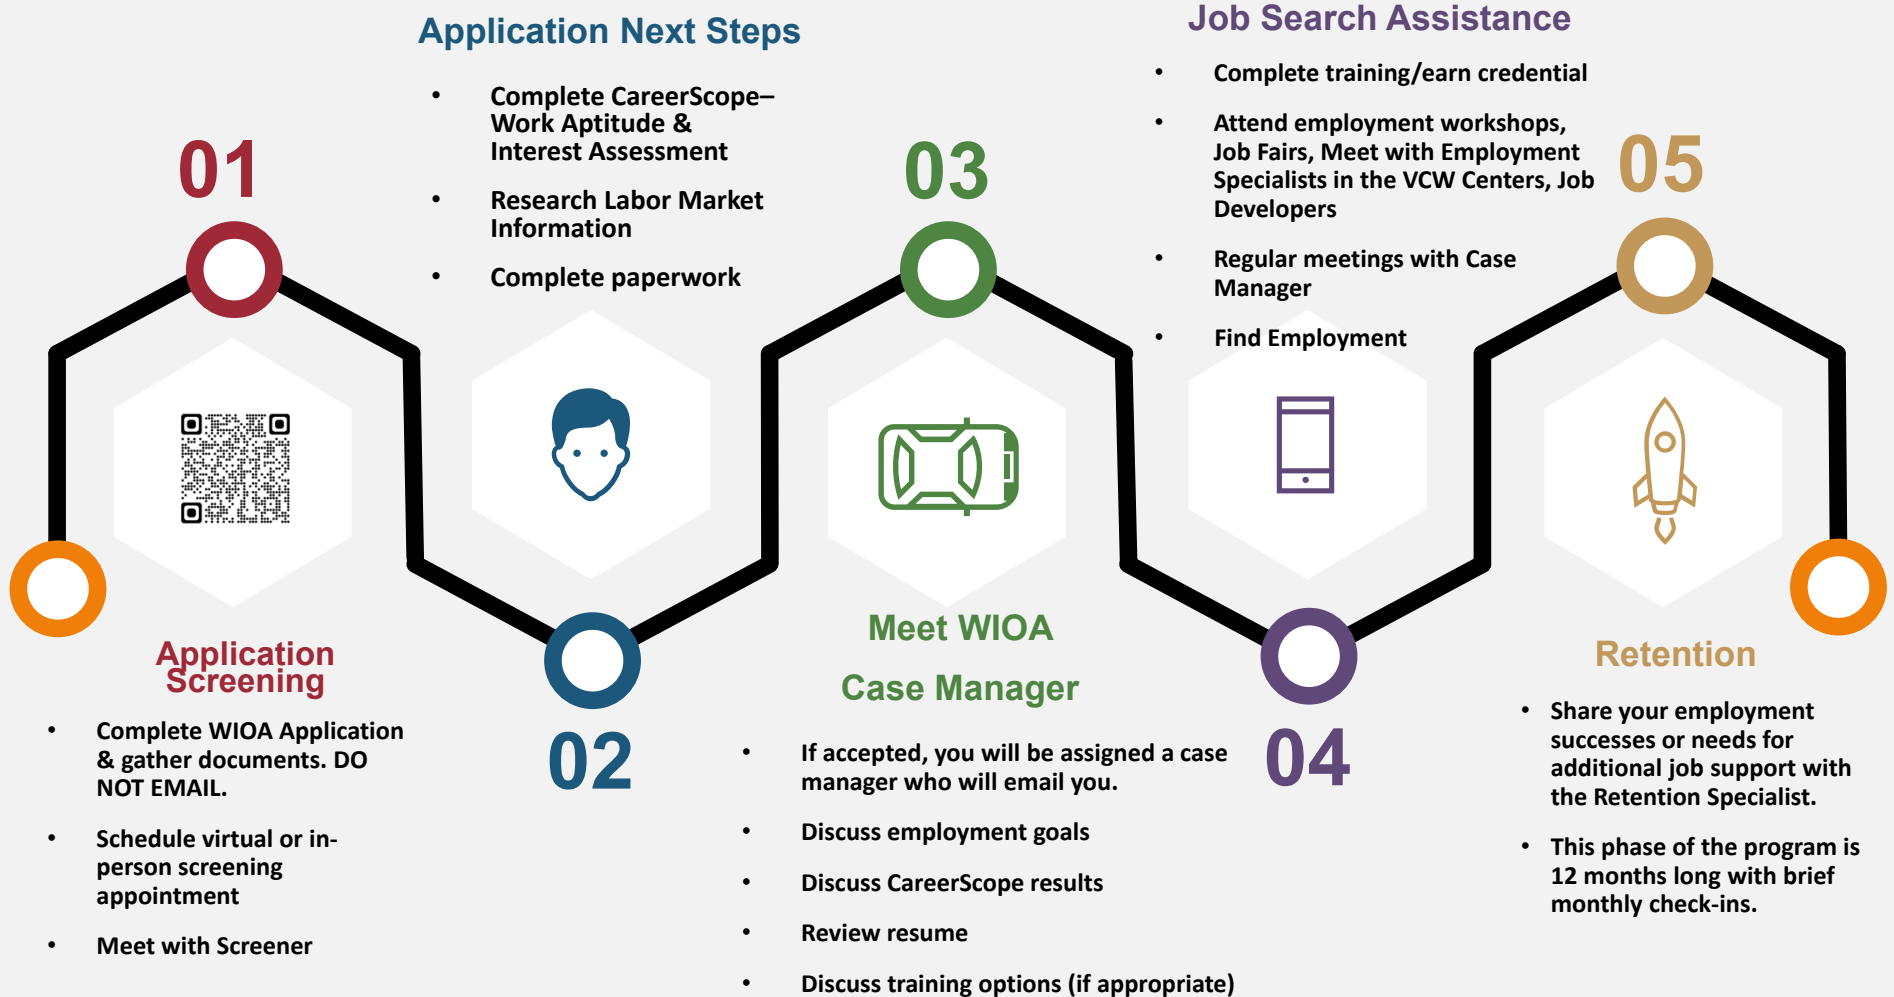 01
Application
Screening
• Complete WIOA Application
& gather documents. DO
NOT EMAIL.
• Schedule virtual or in-
person screening
appointment
• Meet with Screener
Application Next Steps
• Complete CareerScope–
Work Aptitude &
Interest Assessment
• Research Labor Market
Information
• Complete paperwork
02
03
Meet WIOA
Case Manager
• If accepted, you will be assigned a case
manager who will email you.
• Discuss employment goals
• Discuss CareerScope results
• Review resume
• Discuss training options (if appropriate)
Job Search Assistance
• Complete training/earn credential
• Attend employment workshops,
Job Fairs, Meet with Employment
Specialists in the VCW Centers, Job
Developers
• Regular meetings with Case
Manager
• Find Employment
04
05
Retention
• Share your employment
successes or needs for
additional job support with
the Retention Specialist.
• This phase of the program is
12 months long with brief
monthly check-ins.